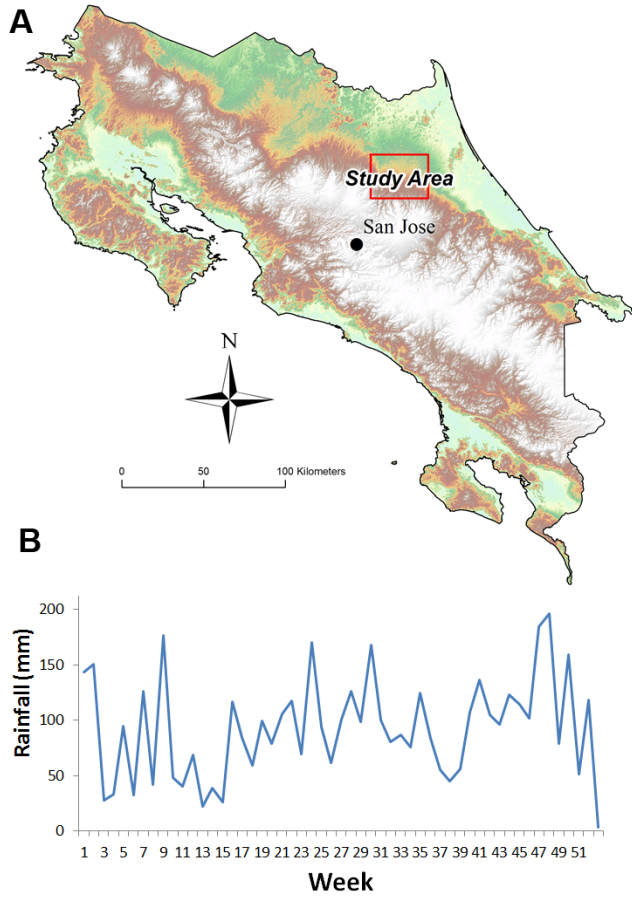 A
Study Area
San Jose
N
0 50 100 Kilometers
B
200
150
100
50
0
Rainfall (mm)
1 3 5 7 9 11 13 15 17 19 21 23 25 27 29 31 33 35 37 39 41 43 45 47 49 51
Week